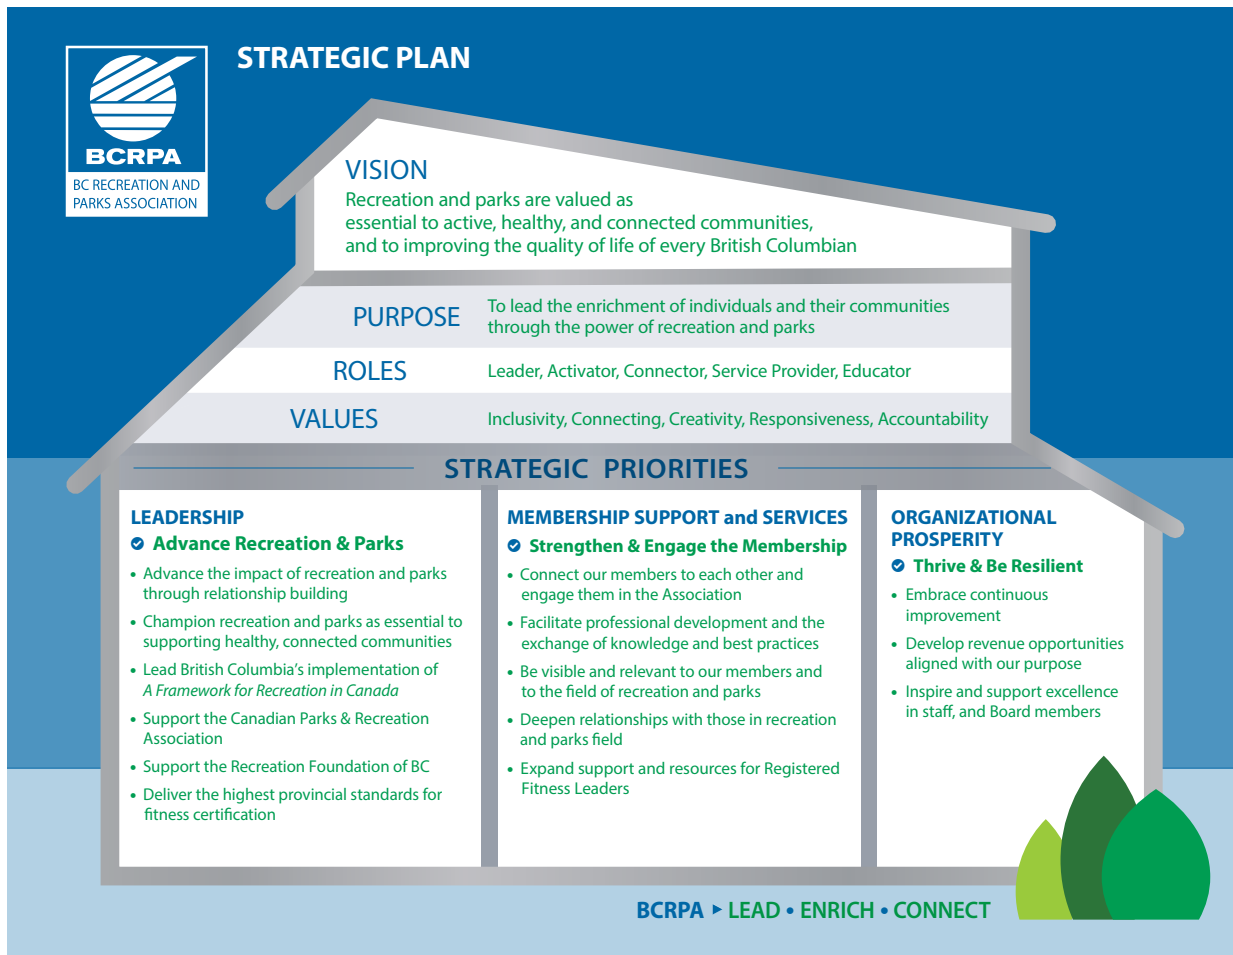 STRATEGIC PLAN
BCRPA
BC RECREATION AND
PARKS ASSOCIATION
VISION
Recreation and parks are valued as
essential to active, healthy, and connected communities,
and to improving the quality of life of every British Columbian
PURPOSE
To lead the enrichment of individuals and their communities
through the power of recreation and parks
ROLES
Leader, Activator, Connector, Service Provider, Educator
VALUES
Inclusivity, Connecting, Creativity, Responsiveness, Accountability
STRATEGIC PRIORITIES
LEADERSHIP
Advance Recreation & Parks
• Advance the impact of recreation and parks
through relationship building
• Champion recreation and parks as essential to
supporting healthy, connected communities
• Lead British Columbia's implementation of
A Framework for Recreation in Canada
• Support the Canadian Parks & Recreation
Association
• Support the Recreation Foundation of BC
• Deliver the highest provincial standards for
fitness certification
MEMBERSHIP SUPPORT and SERVICES
Strengthen & Engage the Membership
• Connect our members to each other and
engage them in the Association
• Facilitate professional development and the
exchange of knowledge and best practices
• Be visible and relevant to our members and
to the field of recreation and parks
• Deepen relationships with those in recreation
and parks field
• Expand support and resources for Registered
Fitness Leaders
ORGANIZATIONAL
PROSPERITY
Thrive & Be Resilient
• Embrace continuous
improvement
• Develop revenue opportunities
aligned with our purpose
• Inspire and support excellence
in staff, and Board members
BCRPA ▸ LEAD • ENRICH • CONNECT